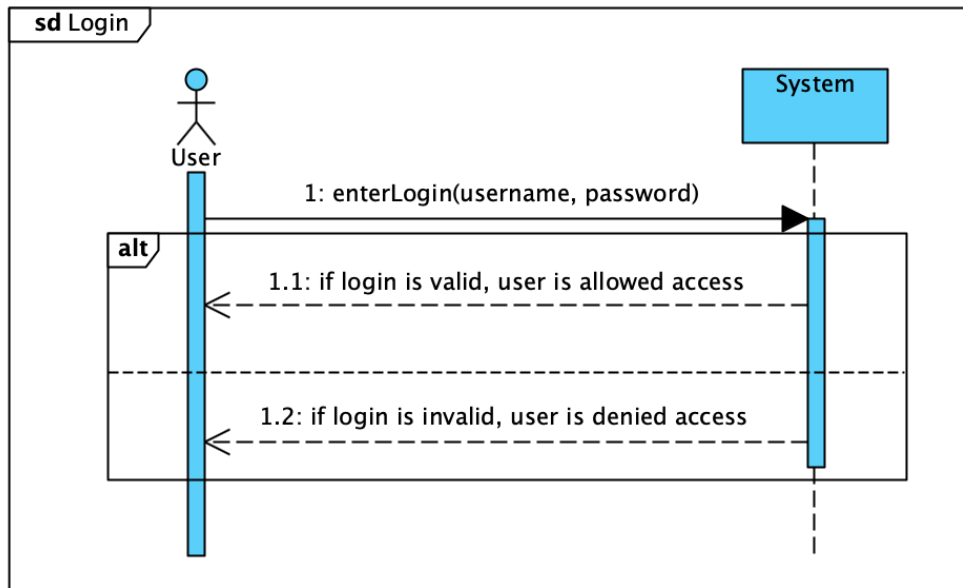 sd Login
System
User
1: enterLogin(username, password)
alt
1.1: if login is valid, user is allowed access
1.2: if login is invalid, user is denied access